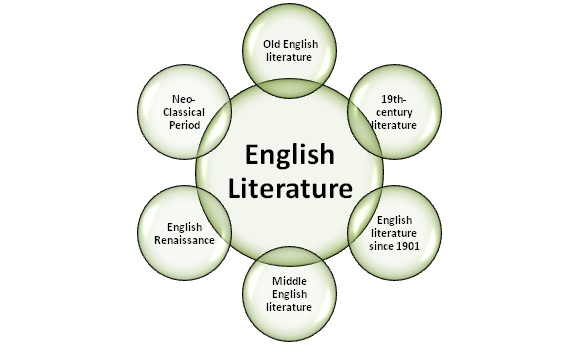 Old English
literature
19th-
century
literature
English
literature
since 1901
Middle
English
literature
English
Renaissance
Neo-
Classical
Period
English
Literature